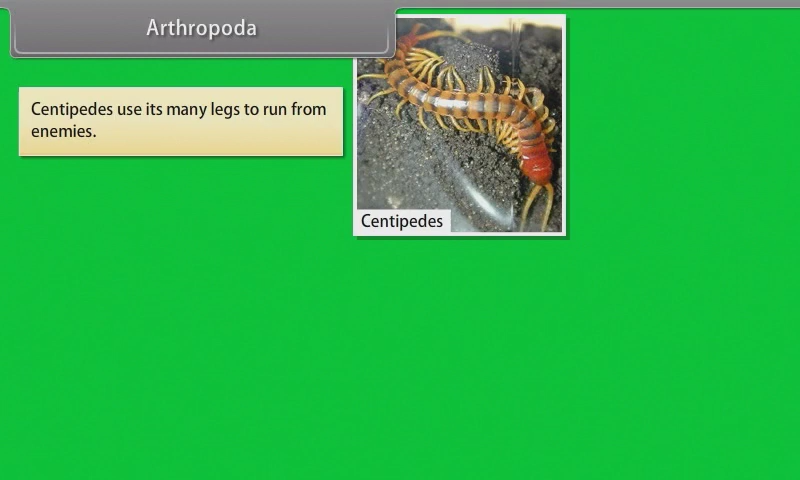 Arthropoda
Centipedes use its many legs to run from
enemies.
Centipedes